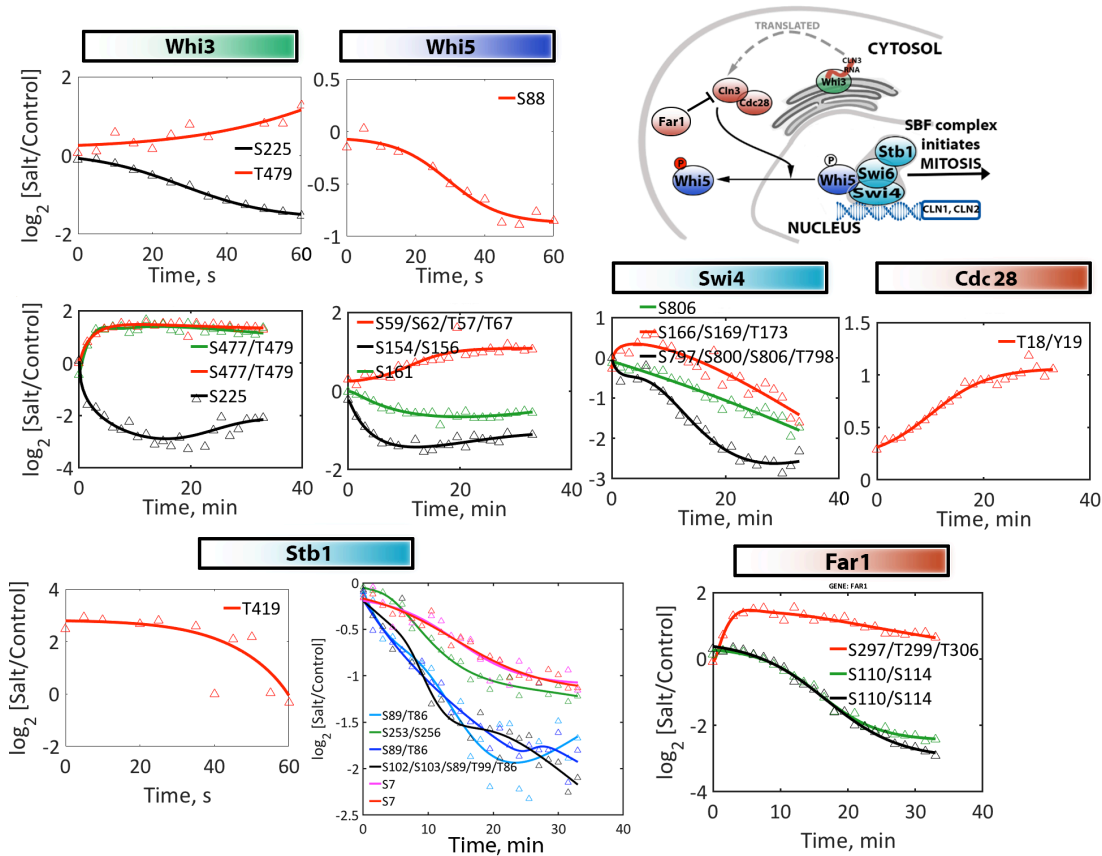 Whi3
Whi5
2
0
-2
0
20
40
60
log2 [Salt/Control]
Time, s
S225
T479
0.5
0
-0.5
-1
0
20
40
60
Time, s
S88
TRANSLATED
CYTOSOL
CLN3
RNA
Whi3
Cln3
Cdc28
Far1
SBF complex
initiates
MITOSIS
Stb1
P
Whi5
P
Whi5
Swi6
Swi4
CLN1, CLN2
NUCLEUS
Swi4
Cdc 28
2
0
-2
-4
0
20
40
log2 [Salt/Control]
Time, min
S477/T479
S477/T479
S225
2
0
-2
0
20
40
Time, min
S59/S62/T57/T67
S154/S156
S161
1
0
-1
-2
-3
0
20
40
Time, min
S806
S166/S169/T173
S797/S800/S806/T798
1.5
1
0.5
0
0
20
40
Time, min
T18/Y19
Stb1
Far1
4
2
0
-2
0
20
40
60
log2 [Salt/Control]
Time, s
T419
0
-0.5
-1
-1.5
-2
-2.5
0
10
20
30
40
log2 [Salt/Control]
Time, min
S89/T86
S253/S256
S89/T86
S102/S103/S89/T99/T86
S7
S7
GENE: FAR1
2
0
-2
-4
0
10
20
30
40
log2 [Salt/Control]
Time, min
S297/T299/T306
S110/S114
S110/S114